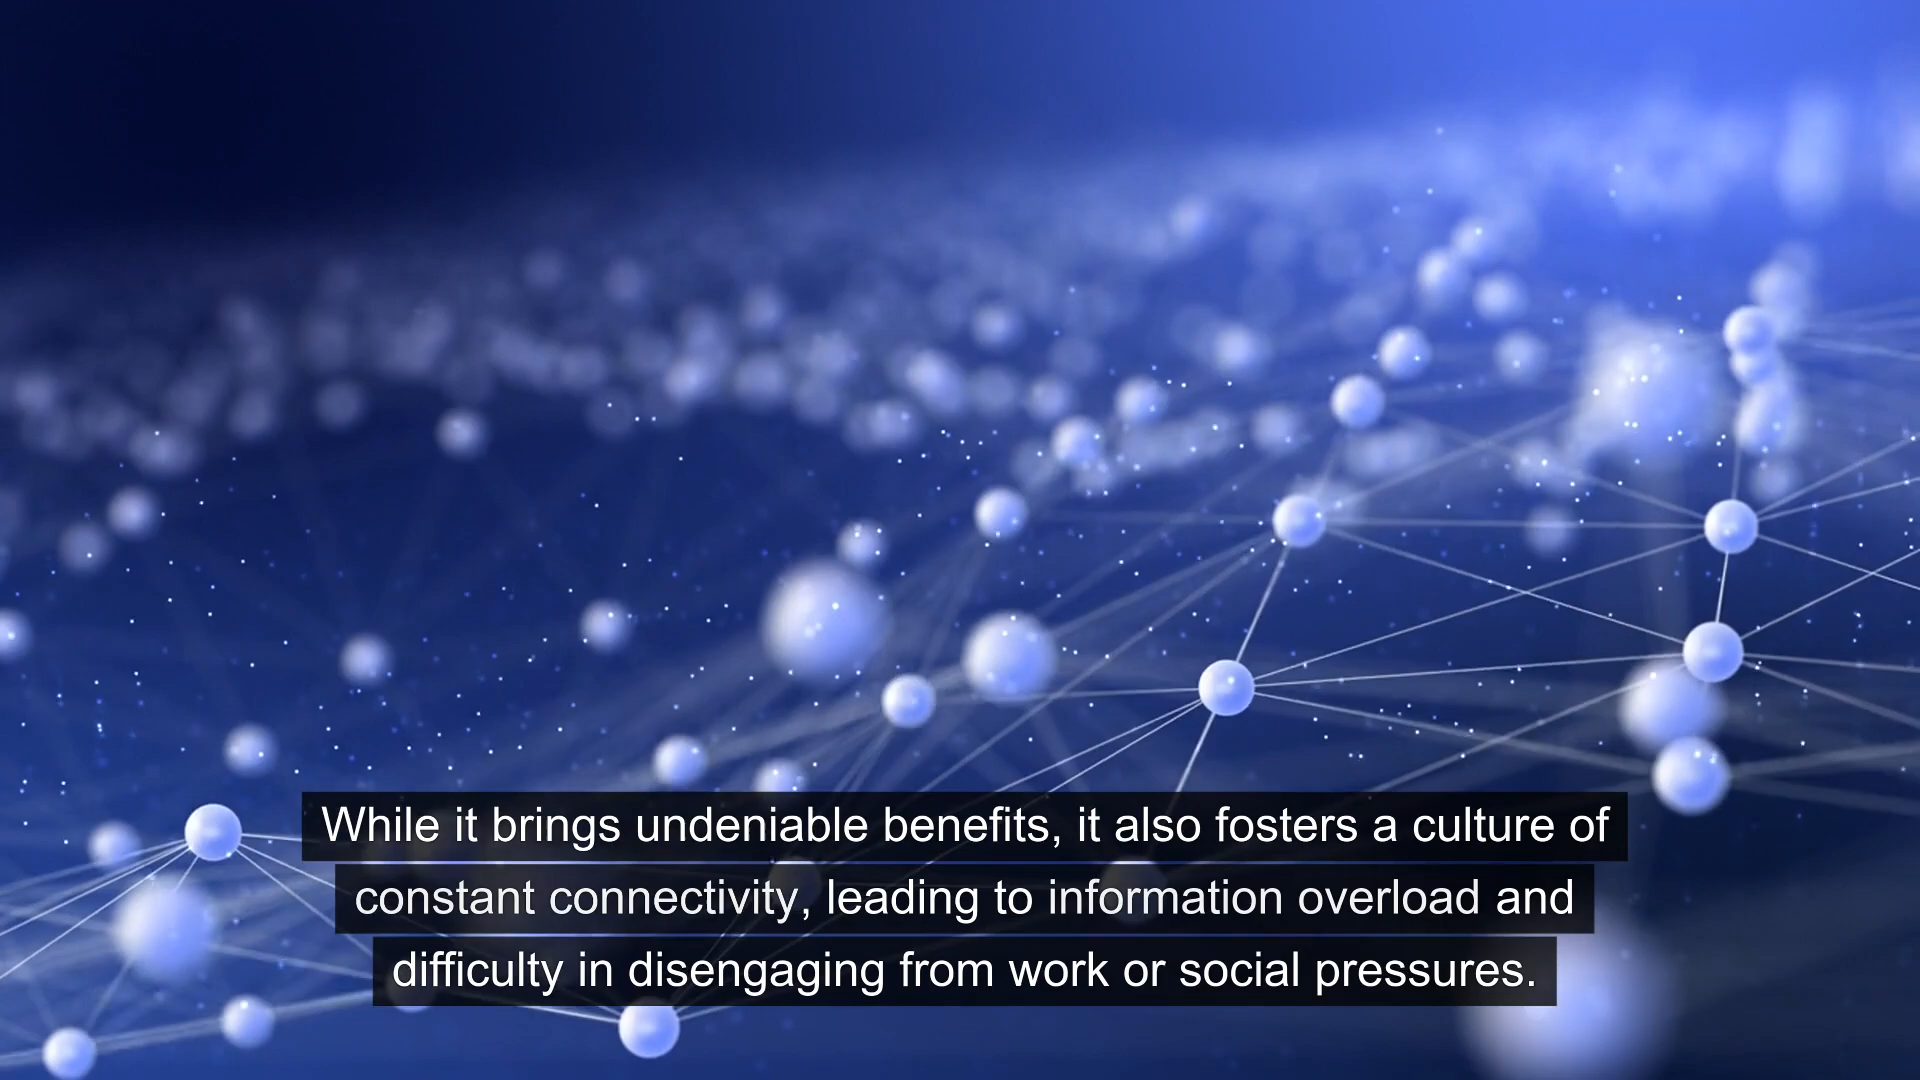 While it brings undeniable benefits, it also fosters a culture of
constant connectivity, leading to information overload and
difficulty in disengaging from work or social pressures.